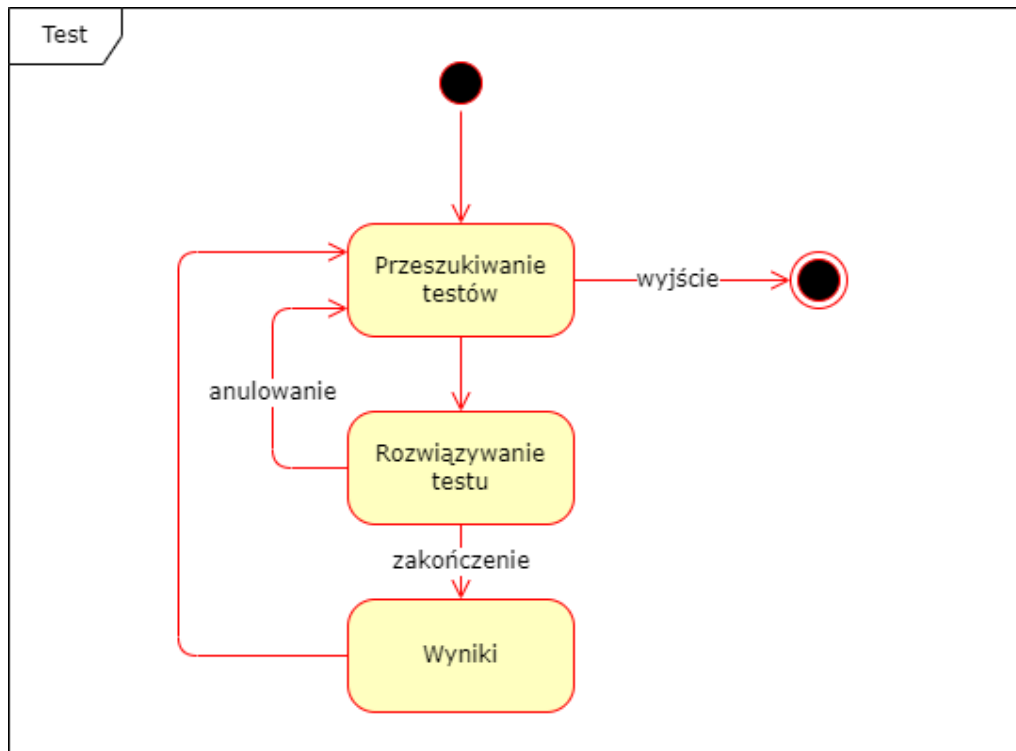 Test
Przeszukiwanie
testów
wyjście
anulowanie
Rozwiązywanie
testu
zakończenie
Wyniki